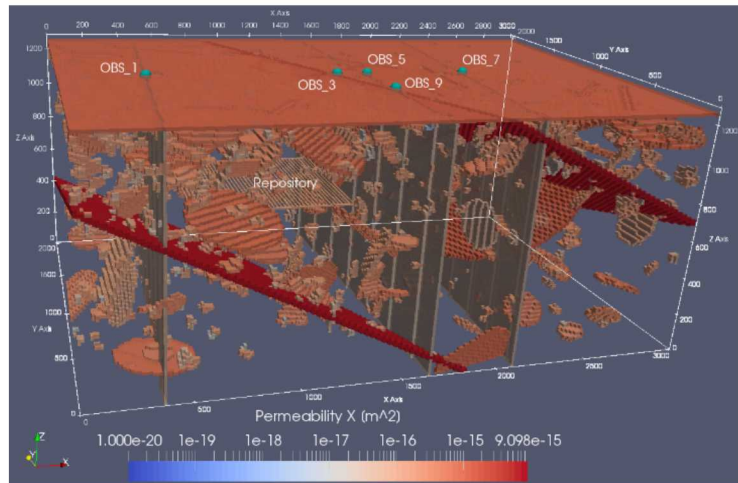 X Axis
0 200 400 600 800 1000 1200 1400 1600 1800 2000 2200 2400 2600 2800 3000
2000
1500
Y Axis
1000
1200
1000
Z Axis
800
600
400
200
0
OBS_1
OBS_3
OBS_5
OBS_9
OBS_7
Repository
1200
1000
800
Z Axis
600
400
200
0
2000
1500
Y Axis
1000
500
0
0 500 1000 1500 2000 2500 3000
X Axis
Permeability X [m^2]
1.000e-20 1e-19 1e-18 1e-17 1e-16 1e-15 9.098e-15
Z
Y
X